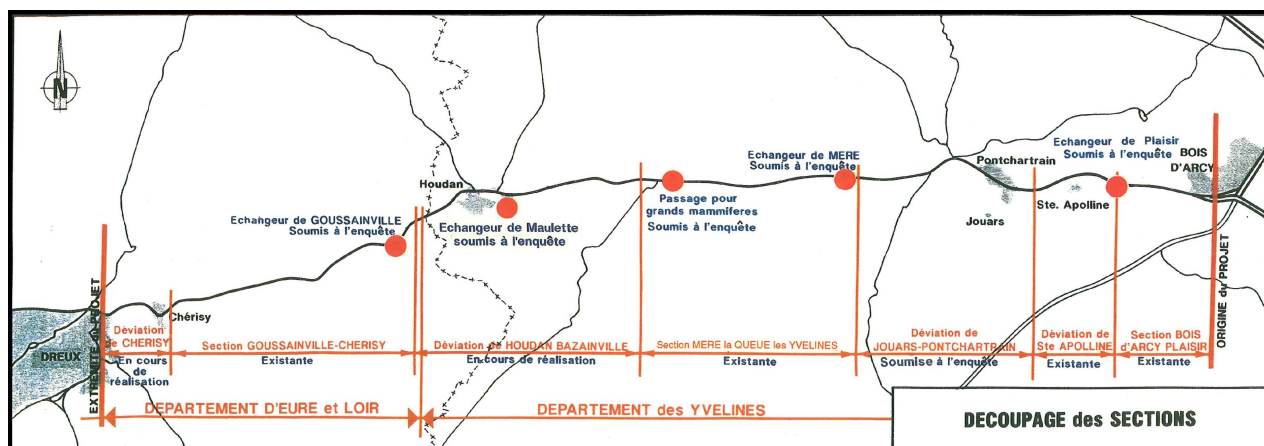 N
Houdan
Echangeur de GOUSSAINVILLE
Soumis à l'enquête
Echangeur de Maulette
soumis à l'enquête
Passage pour
grands mammiferes
Soumis à l'enquête
Echangeur de MERE
Soumis à l'enquête
Pontchartrain
Jouars
Echangeur de Plaisir
Soumis à l'enquête
BOIS
D'ARCY
Ste. Apolline
Chérisy
DREUX
EXTREMITE du PROJET
ORIGINE du PROJET
Déviation
de CHERISY
En cours
de
réalisation
Section GOUSSAINVILLE-CHERISY
Existante
Déviation de HOUDAN BAZAINVILLE
En cours de réalisation
Section MERE la QUEUE les YVELINES
Existante
Déviation de
JOUARS-PONTCHARTRAIN
Soumise à l'enquête
Déviation de
Ste APOLLINE
Existante
Section BOIS
d'ARCY PLAISIR
Existante
DEPARTEMENT D'EURE et LOIR
DEPARTEMENT des YVELINES
DECOUPAGE des SECTIONS